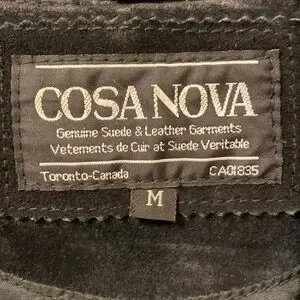 COSA NOVA
Genuine Suede & Leather Garments
Vetements de Cuir at Suede Veritable
Toronto-Canada CA01835
M